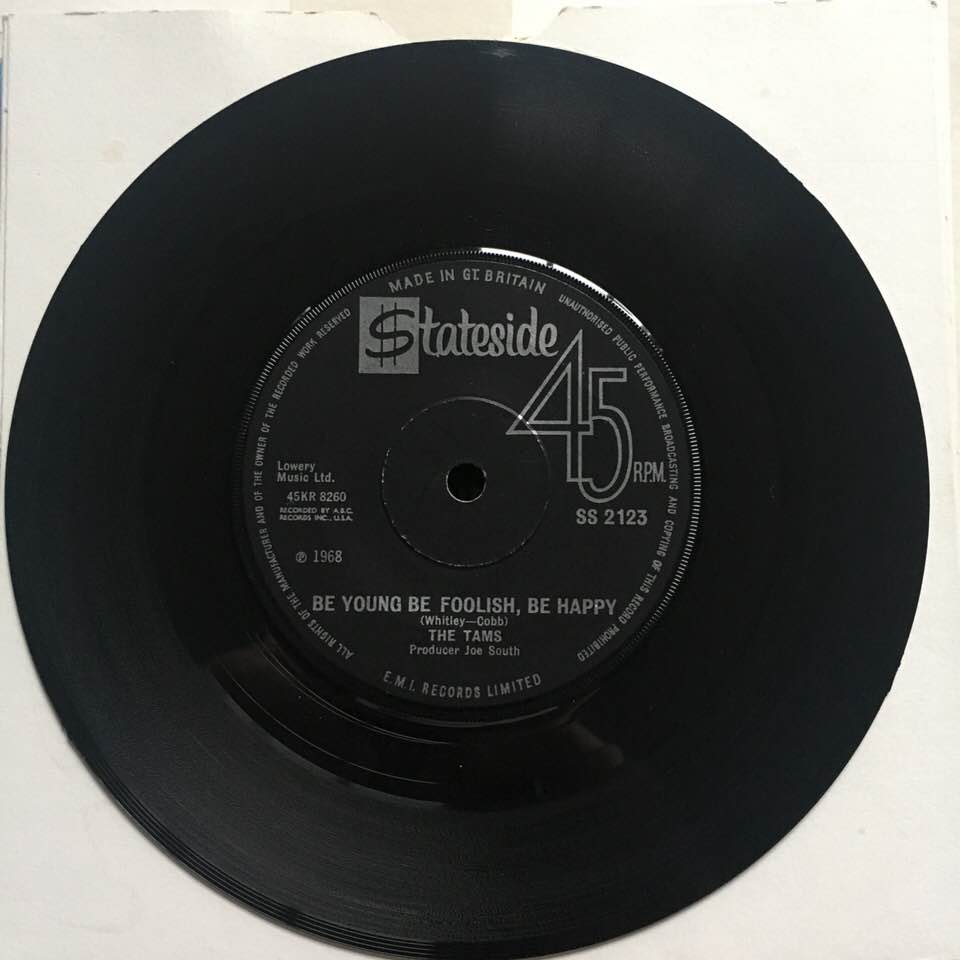 MADE IN GT. BRITAIN
UNAUTHORISED PUBLIC PERFORMANCE BROADCASTING AND COPYING OF THIS RECORD PROHIBITED
ALL RIGHTS OF THE MANUFACTURER AND OF THE OWNER OF THE RECORDED WORK RESERVED
$tateside
45
R.P.M.
Lowery
Music Ltd.
45KR 8260
RECORDED BY A.B.C.
RECORDS INC., U.S.A.
SS 2123
℗ 1968
BE YOUNG BE FOOLISH, BE HAPPY
(Whitley—Cobb)
THE TAMS
Producer Joe South
E.M.I. RECORDS LIMITED